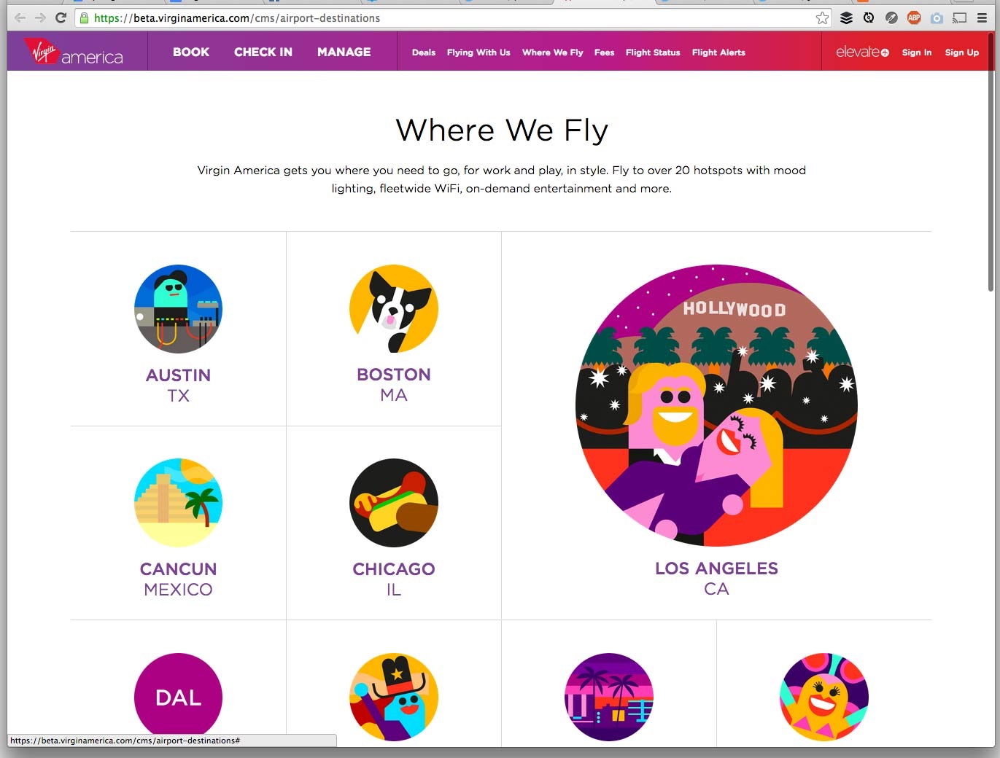 https://beta.virginamerica.com/cms/airport-destinations
ABP
Virgin america
BOOK CHECK IN MANAGE Deals Flying With Us Where We Fly Fees Flight Status Flight Alerts elevate Sign In Sign Up
Where We Fly
Virgin America gets you where you need to go, for work and play, in style. Fly to over 20 hotspots with mood
lighting, fleetwide WiFi, on-demand entertainment and more.
HOLLYWOOD
AUSTIN
TX
BOSTON
MA
CANCUN
MEXICO
CHICAGO
IL
LOS ANGELES
CA
DAL
https://beta.virginamerica.com/cms/airport-destinations#